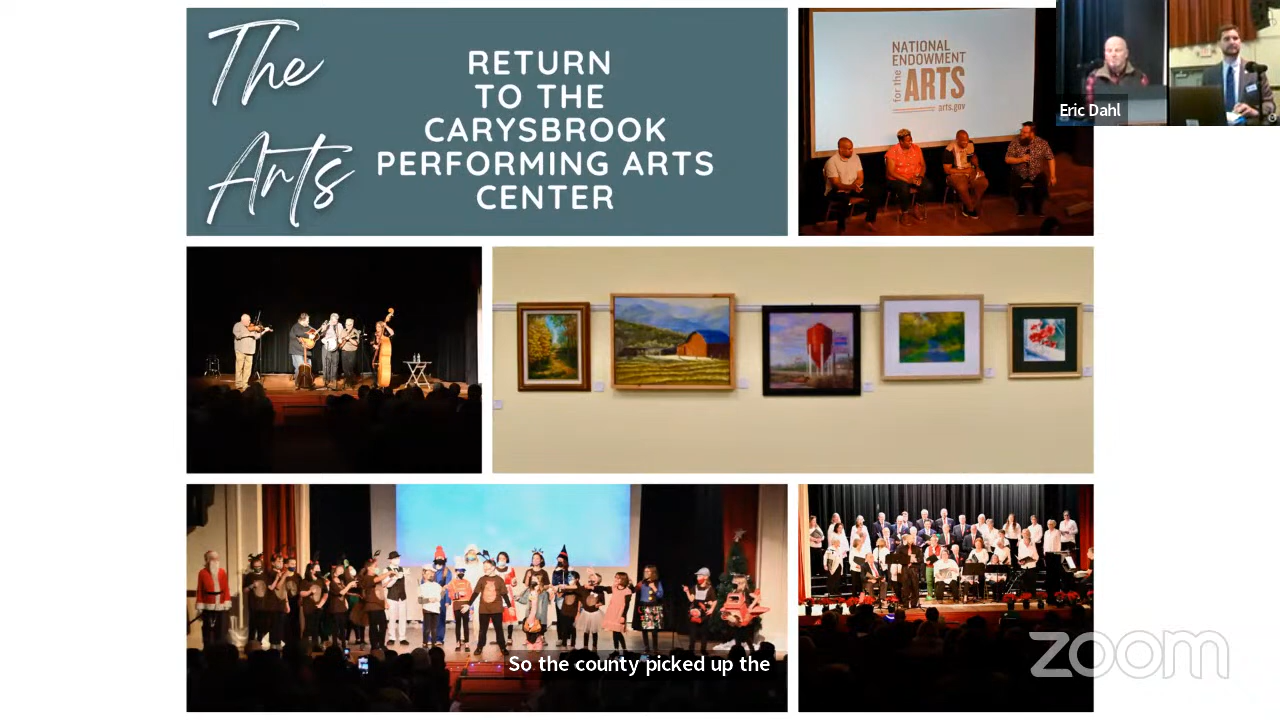 The
Arts
RETURN
TO THE
CARYSBROOK
PERFORMING ARTS
CENTER
NATIONAL
ENDOWMENT
for the
ARTS
arts.gov
Eric Dahl
So the county picked up the
zoom